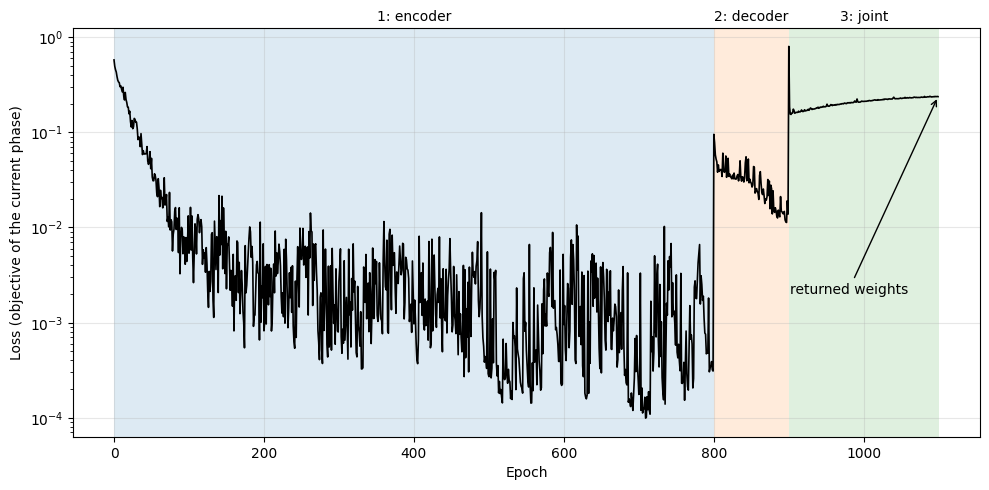 1: encoder 2: decoder 3: joint
Loss (objective of the current phase)
10⁰
10⁻¹
10⁻²
10⁻³
10⁻⁴
returned weights
0 200 400 600 800 1000
Epoch